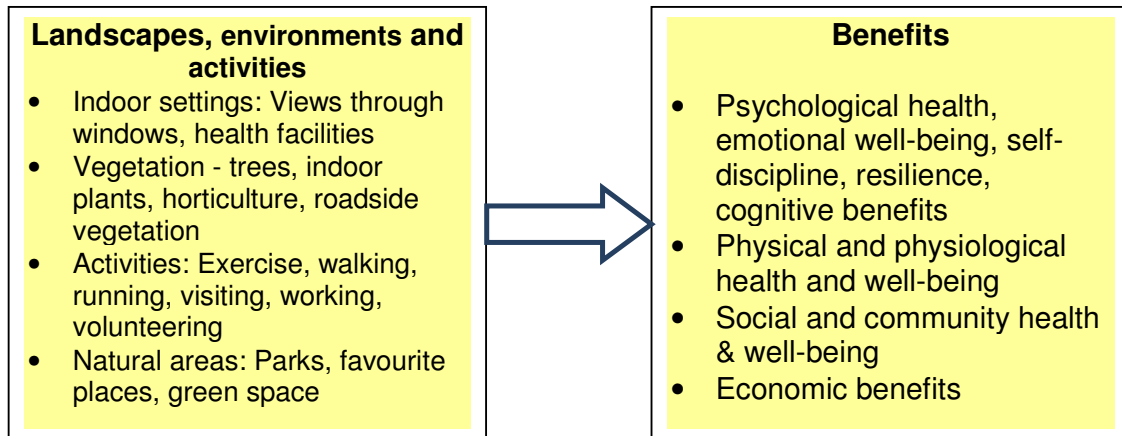 Landscapes, environments and
activities
• Indoor settings: Views through
windows, health facilities
• Vegetation - trees, indoor
plants, horticulture, roadside
vegetation
• Activities: Exercise, walking,
running, visiting, working,
volunteering
• Natural areas: Parks, favourite
places, green space
Benefits
• Psychological health,
emotional well-being, self-
discipline, resilience,
cognitive benefits
• Physical and physiological
health and well-being
• Social and community health
& well-being
• Economic benefits